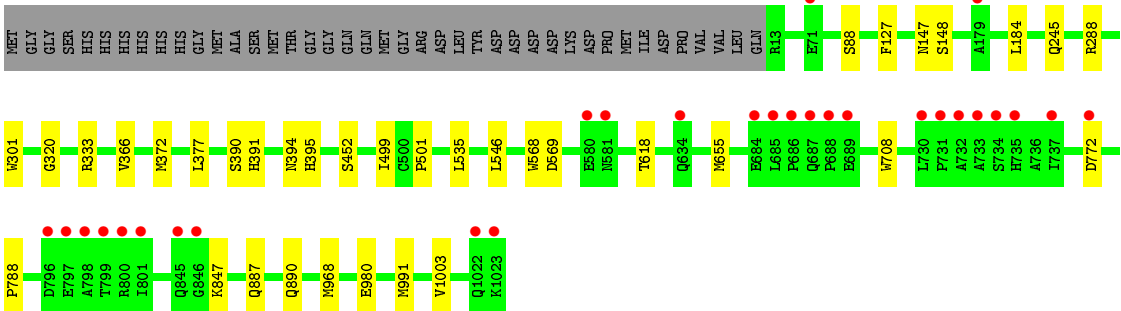 MET GLY GLY SER HIS HIS HIS HIS HIS HIS GLY MET ALA SER MET THR GLY GLY GLN GLN MET GLY ARG ASP LEU TYR ASP ASP ASP ASP LYS ASP PRO MET ILE ASP PRO VAL VAL LEU GLN R13 E71 S88 F127 N147 S148 A179 L184 Q245 R288
W301 G320 R333 V366 M372 L377 S390 H391 N394 H395 S452 I499 C500 P501 L535 L546 W568 D569 E580 N581 T618 Q634 M655 E684 L685 P686 Q687 P688 E689 W708 L730 P731 A732 A733 S734 H735 A736 I737 D772
P788 D796 E797 A798 T799 R800 I801 Q845 G846 K847 Q887 Q890 M968 E980 M991 V1003 Q1022 K1023